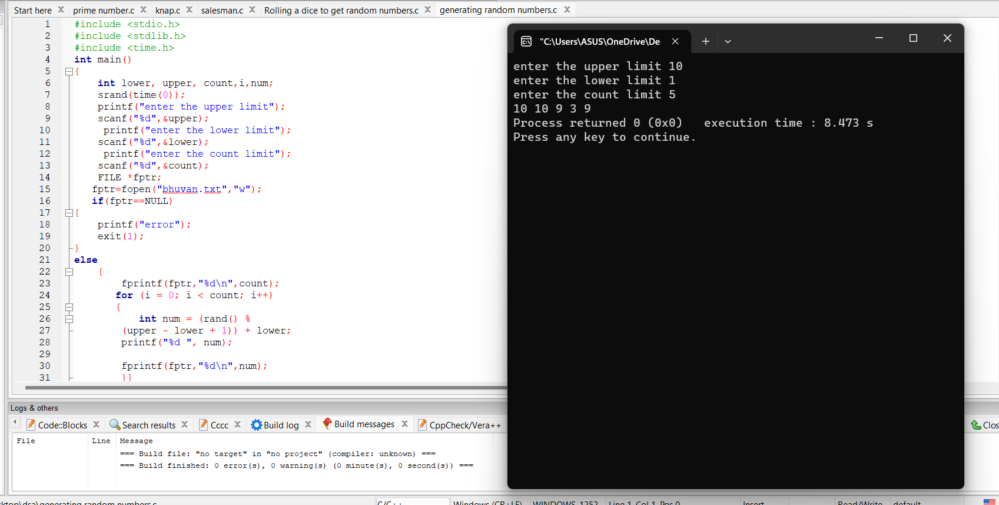 Start here prime number.c knap.c salesman.c Rolling a dice to get random numbers.c generating random numbers.c
1 #include <stdio.h>
2 #include <stdlib.h>
3 #include <time.h>
4 int main()
5 {
6 int lower, upper, count,i,num;
7 srand(time(0));
8 printf("enter the upper limit");
9 scanf("%d",&upper);
10 printf("enter the lower limit");
11 scanf("%d",&lower);
12 printf("enter the count limit");
13 scanf("%d",&count);
14 FILE *fptr;
15 fptr=fopen("bhuvan.txt","w");
16 if(fptr==NULL)
17 {
18 printf("error");
19 exit(1);
20 }
21 else
22 {
23 fprintf(fptr,"%d\n",count);
24 for (i = 0; i < count; i++)
25 {
26 int num = (rand() %
27 (upper - lower + 1)) + lower;
28 printf("%d ", num);
29
30 fprintf(fptr,"%d\n",num);
31 }}
"C:\Users\ASUS\OneDrive\De
enter the upper limit 10
enter the lower limit 1
enter the count limit 5
10 10 9 3 9
Process returned 0 (0x0) execution time : 8.473 s
Press any key to continue.
Logs & others
Code::Blocks Search results Cccc Build log Build messages CppCheck/Vera++ Clos
File Line Message
=== Build file: "no target" in "no project" (compiler: unknown) ===
=== Build finished: 0 error(s), 0 warning(s) (0 minute(s), 0 second(s)) ===
ktop\dsa\generating random numbers.c C/C++ Windows (CR+LF) WINDOWS-1252 Line 1, Col 1, Pos 0 Insert Read/Write default